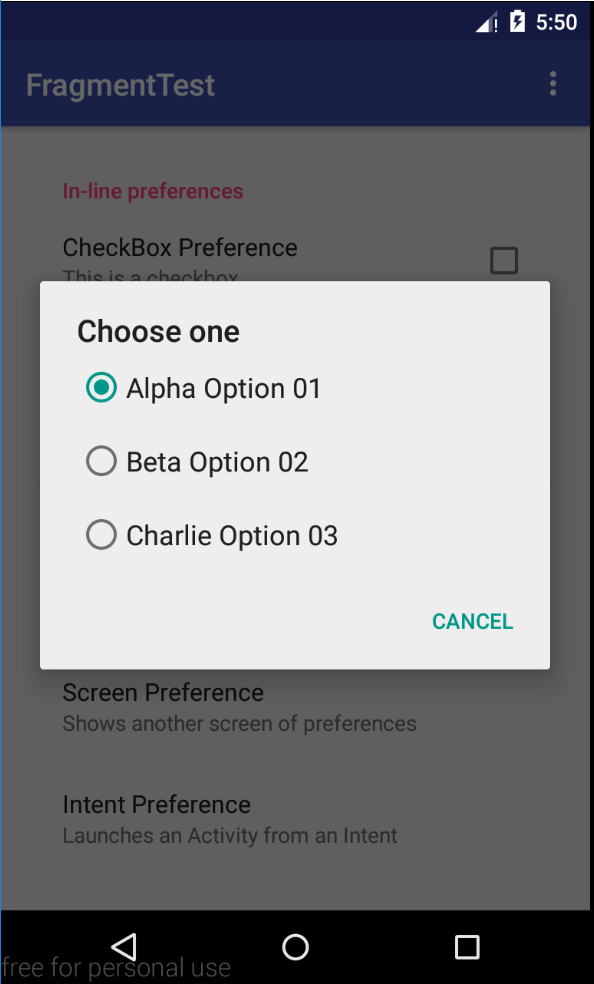 5:50
FragmentTest
In-line preferences
CheckBox Preference
This is a checkbox
Choose one
Alpha Option 01
Beta Option 02
Charlie Option 03
CANCEL
Screen Preference
Shows another screen of preferences
Intent Preference
Launches an Activity from an Intent
free for personal use